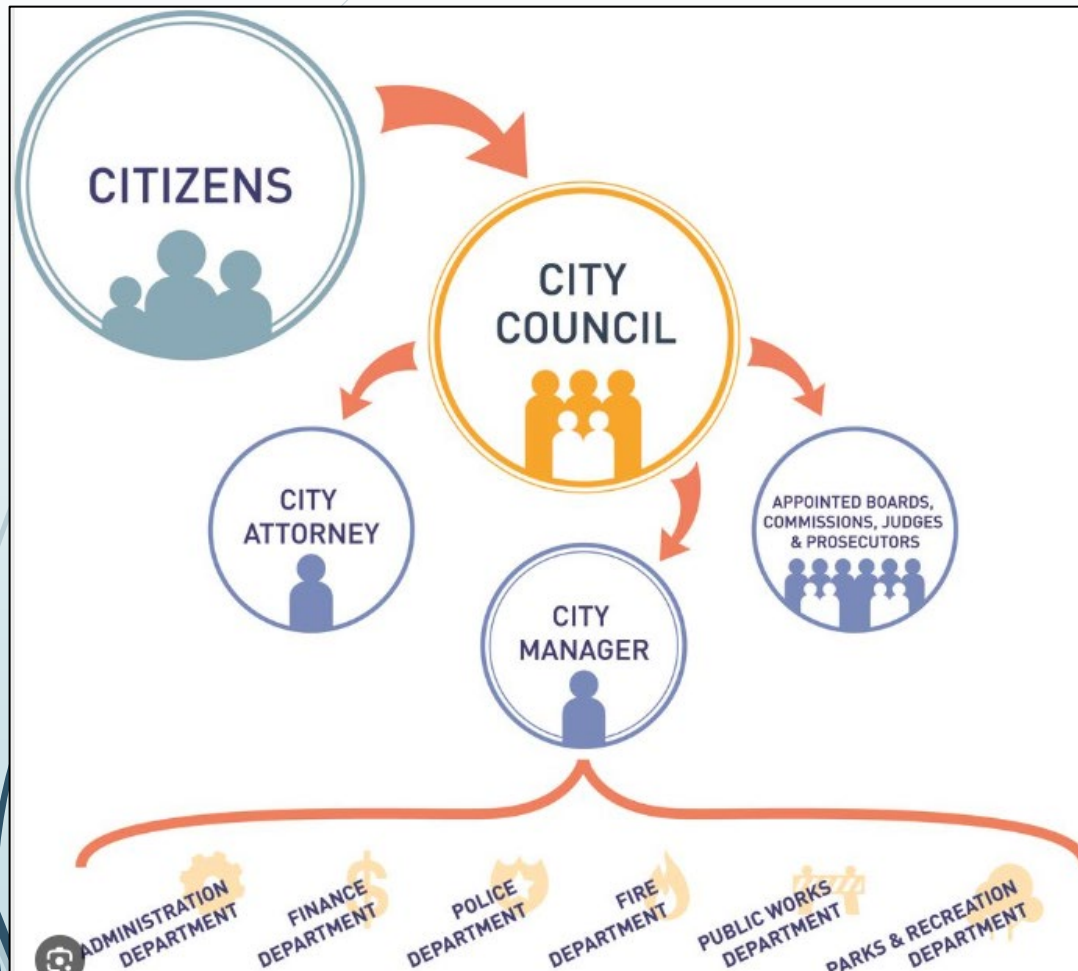 CITIZENS
CITY
COUNCIL
CITY
ATTORNEY
APPOINTED BOARDS,
COMMISSIONS, JUDGES
& PROSECUTORS
CITY
MANAGER
ADMINISTRATION
DEPARTMENT
FINANCE
DEPARTMENT
POLICE
DEPARTMENT
FIRE
DEPARTMENT
PUBLIC WORKS
DEPARTMENT
PARKS & RECREATION
DEPARTMENT